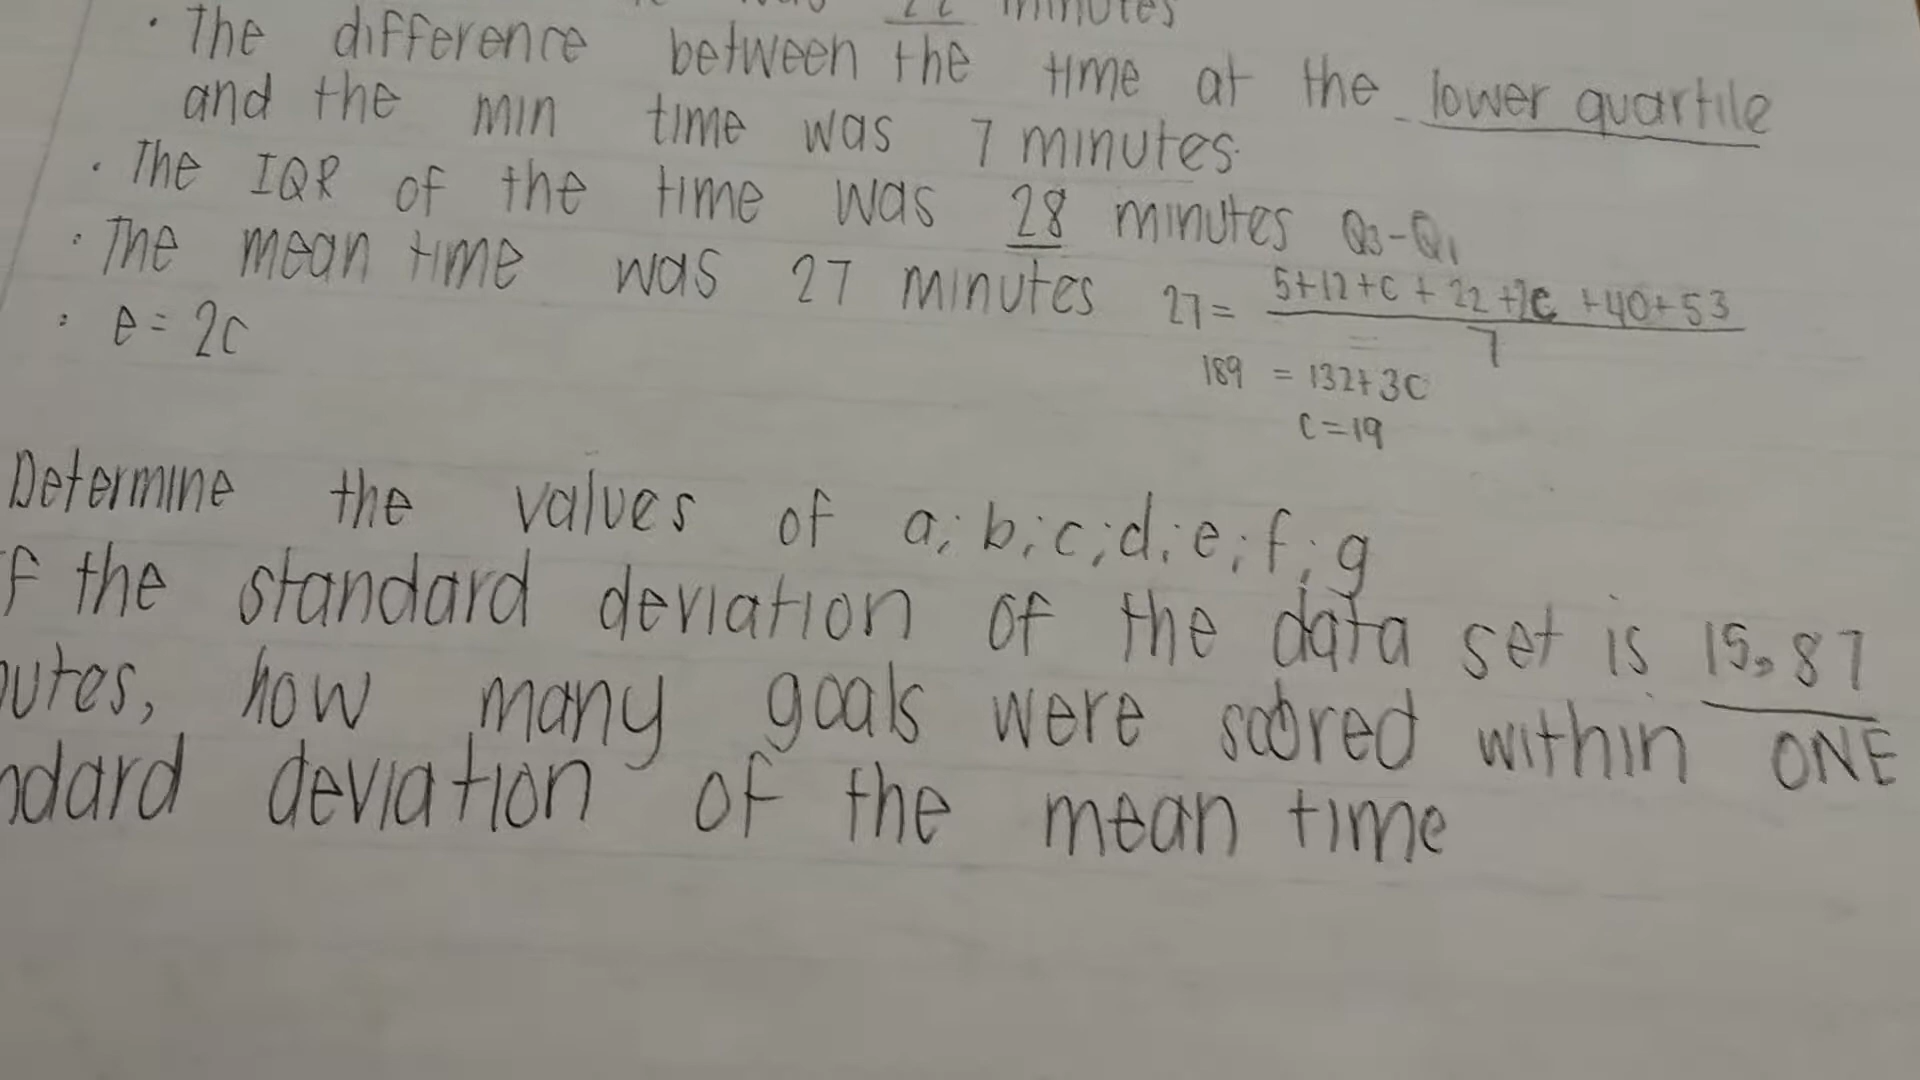 22 minutes
· The difference between the time at the lower quartile
and the min time was 7 minutes.
· The IQR of the time was 28 minutes Q3-Q1
· The mean time was 27 minutes 27 = 5+12+c+22+2c+40+53
7
: e = 2c
189 = 132+3c
c=19
Determine the values of a; b; c; d; e; f; g
f the standard deviation of the data set is 15,87
utes, how many goals were scored within ONE
ndard deviation of the mean time